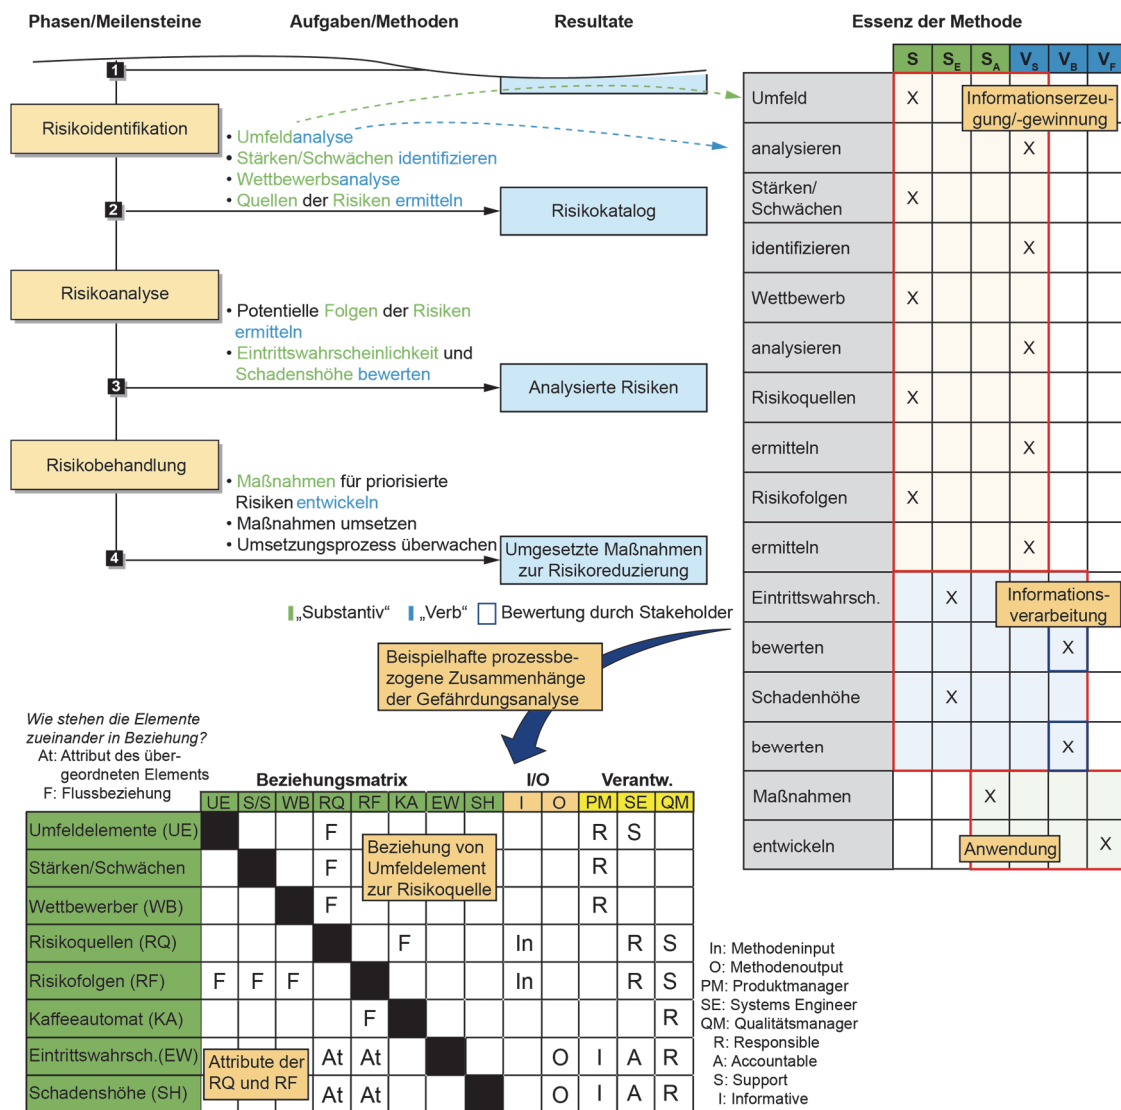 Phasen/Meilensteine
Aufgaben/Methoden
Resultate
1
Risikoidentifikation
• Umfeldanalyse
• Stärken/Schwächen identifizieren
• Wettbewerbsanalyse
• Quellen der Risiken ermitteln
2
Risikokatalog
Risikoanalyse
• Potentielle Folgen der Risiken
ermitteln
• Eintrittswahrscheinlichkeit und
Schadenshöhe bewerten
3
Analysierte Risiken
Risikobehandlung
• Maßnahmen für priorisierte
Risiken entwickeln
• Maßnahmen umsetzen
• Umsetzungsprozess überwachen
4
Umgesetzte Maßnahmen
zur Risikoreduzierung
„Substantiv“ „Verb“ Bewertung durch Stakeholder
Essenz der Methode
S S_E S_A V_S V_B V_F
Umfeld X
Informationserzeu-
gung/-gewinnung
analysieren X
Stärken/
Schwächen X
identifizieren X
Wettbewerb X
analysieren X
Risikoquellen X
ermitteln X
Risikofolgen X
ermitteln X
Eintrittswahrsch. X
Informations-
verarbeitung
bewerten X
Schadenhöhe X
bewerten X
Maßnahmen X
entwickeln X
Anwendung
Beispielhafte prozessbe-
zogene Zusammenhänge
der Gefährdungsanalyse
Wie stehen die Elemente
zueinander in Beziehung?
At: Attribut des über-
geordneten Elements
F: Flussbeziehung
Beziehungsmatrix I/O Verantw.
UE S/S WB RQ RF KA EW SH I O PM SE QM
Umfeldelemente (UE) F R S
Beziehung von
Umfeldelement
zur Risikoquelle
Stärken/Schwächen F R
Wettbewerber (WB) F R
Risikoquellen (RQ) F In R S
Risikofolgen (RF) F F F In R S
Kaffeeautomat (KA) F R
Eintrittswahrsch.(EW) At At O I A R
Attribute der
RQ und RF
Schadenshöhe (SH) At At O I A R
In: Methodeninput
O: Methodenoutput
PM: Produktmanager
SE: Systems Engineer
QM: Qualitätsmanager
R: Responsible
A: Accountable
S: Support
I: Informative